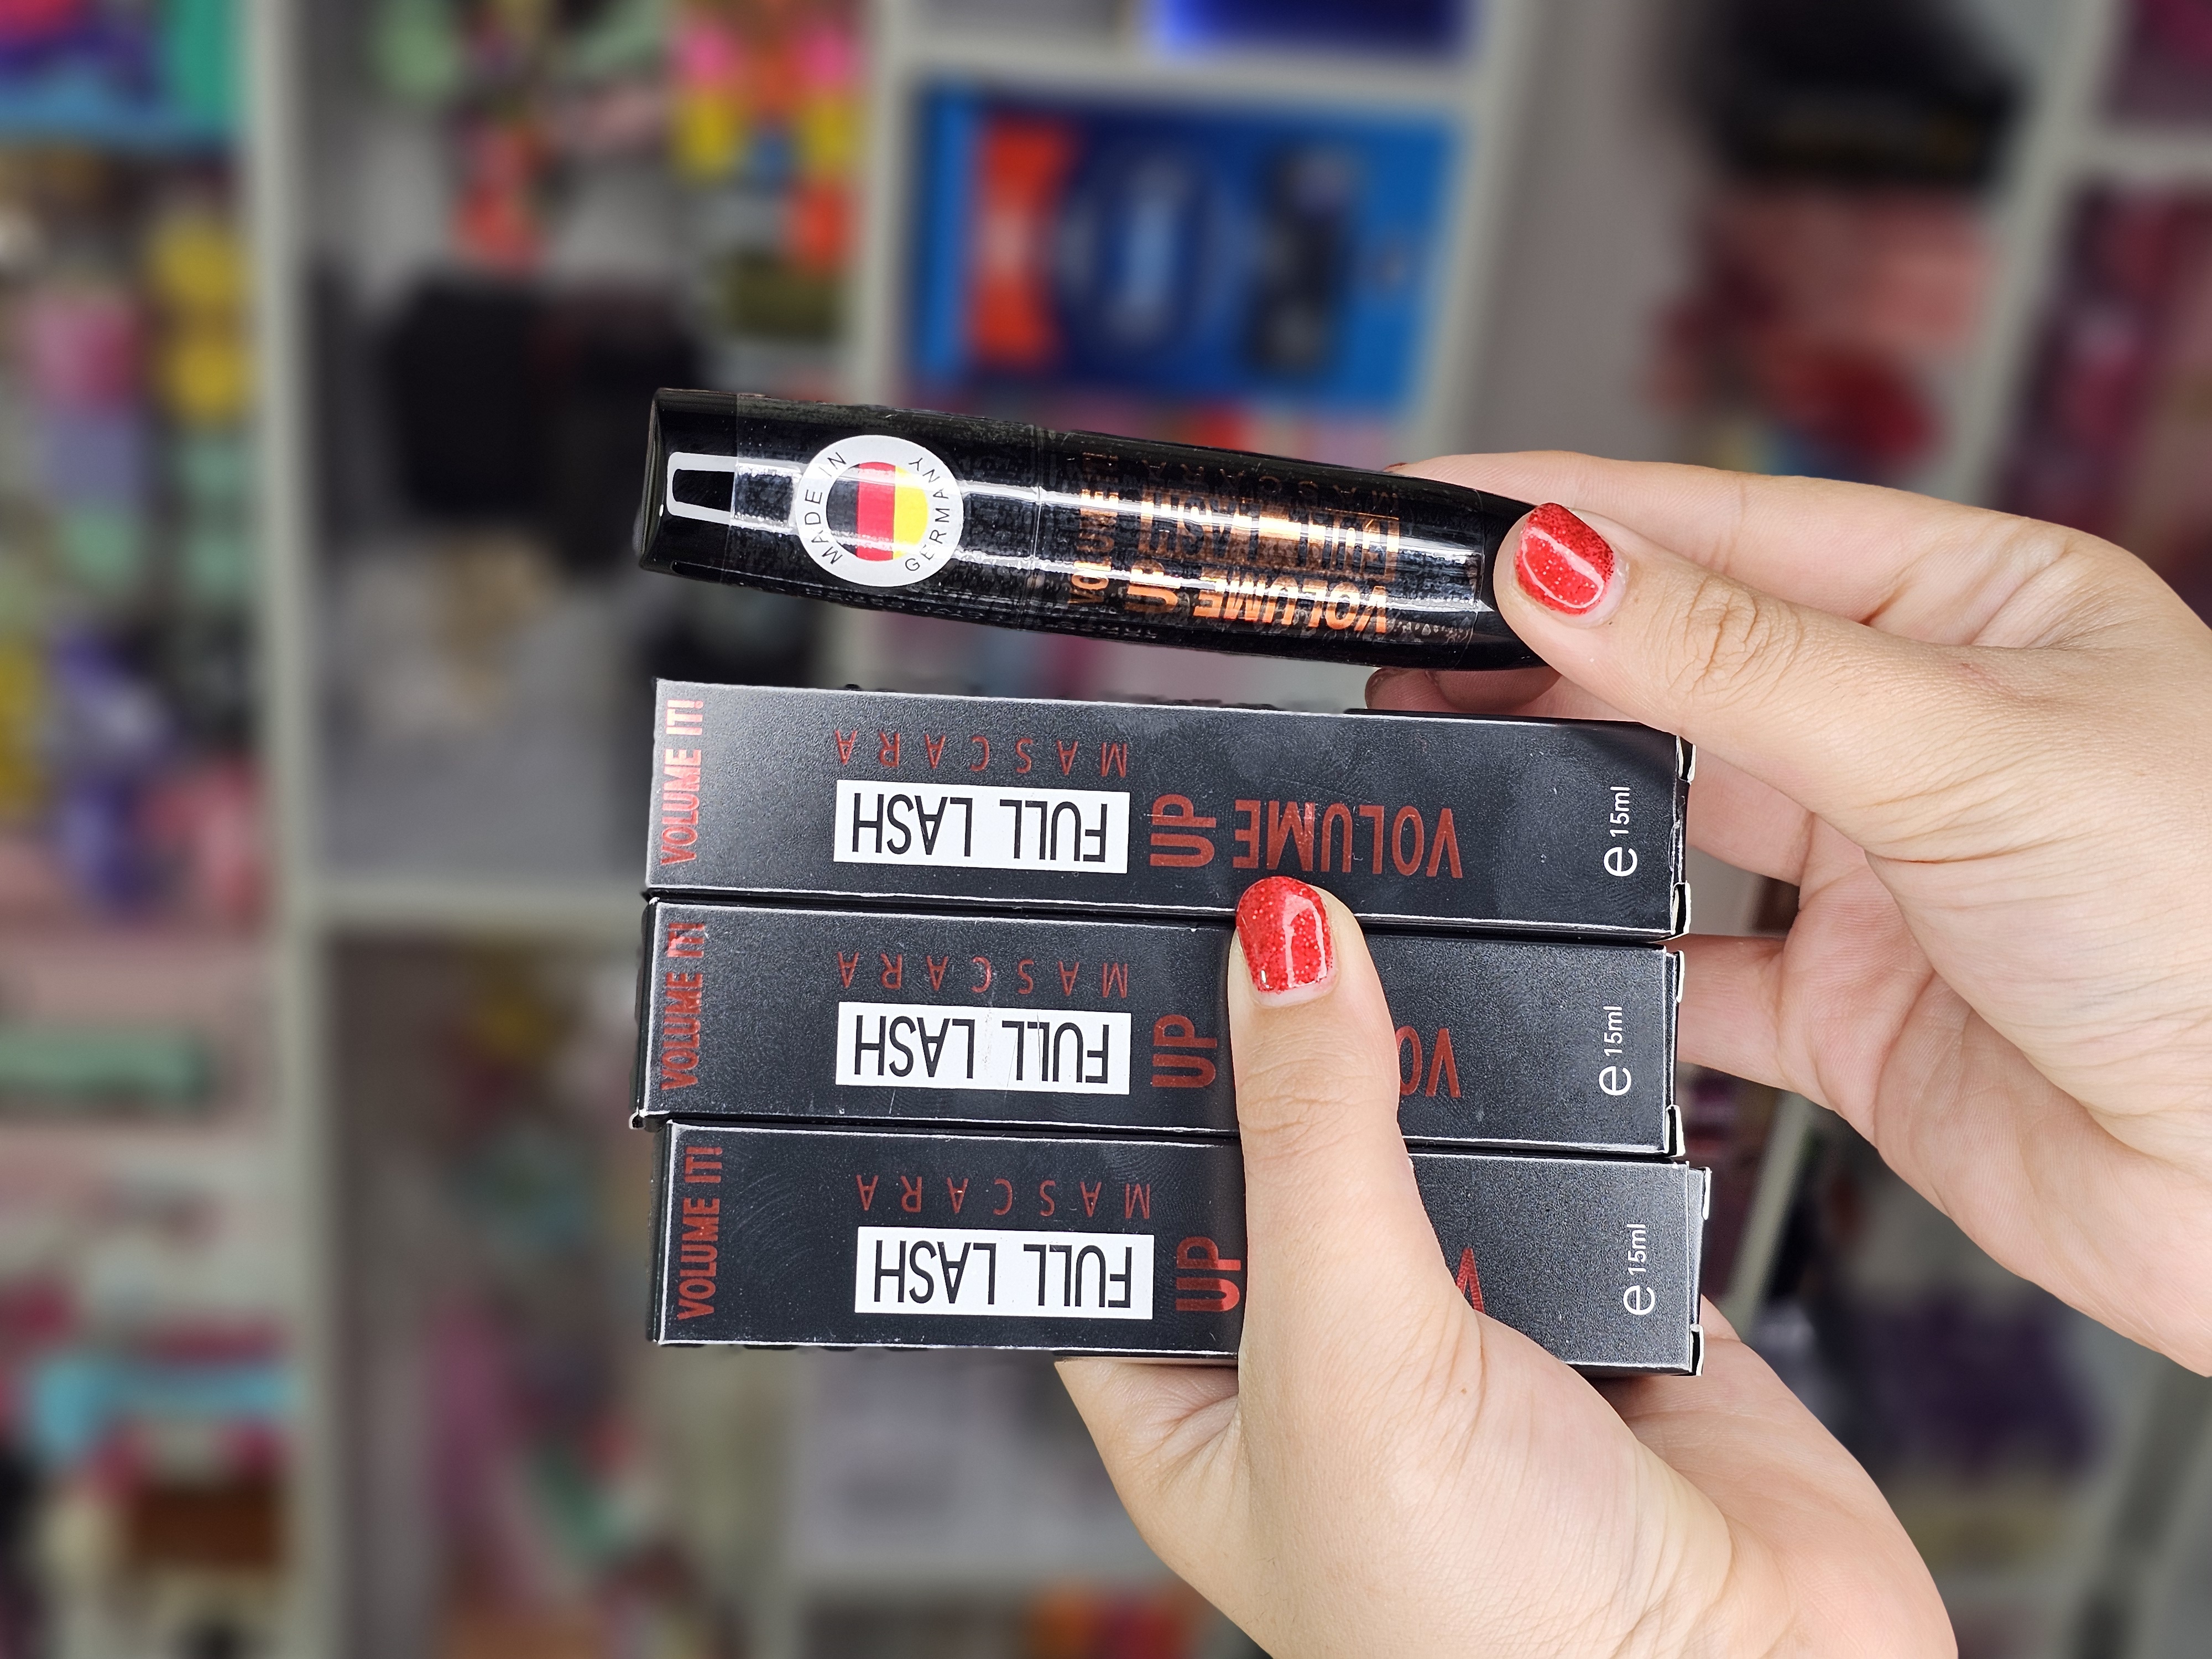 MADE IN
GERMANY
VOLUME
UP
FULL LASH
MASCARA
VOLUME IT!
VOLUME
UP
FULL LASH
MASCARA
e 15ml
VOLUME IT!
UP
FULL LASH
MASCARA
e 15ml
VOLUME IT!
UP
FULL LASH
MASCARA
e 15ml